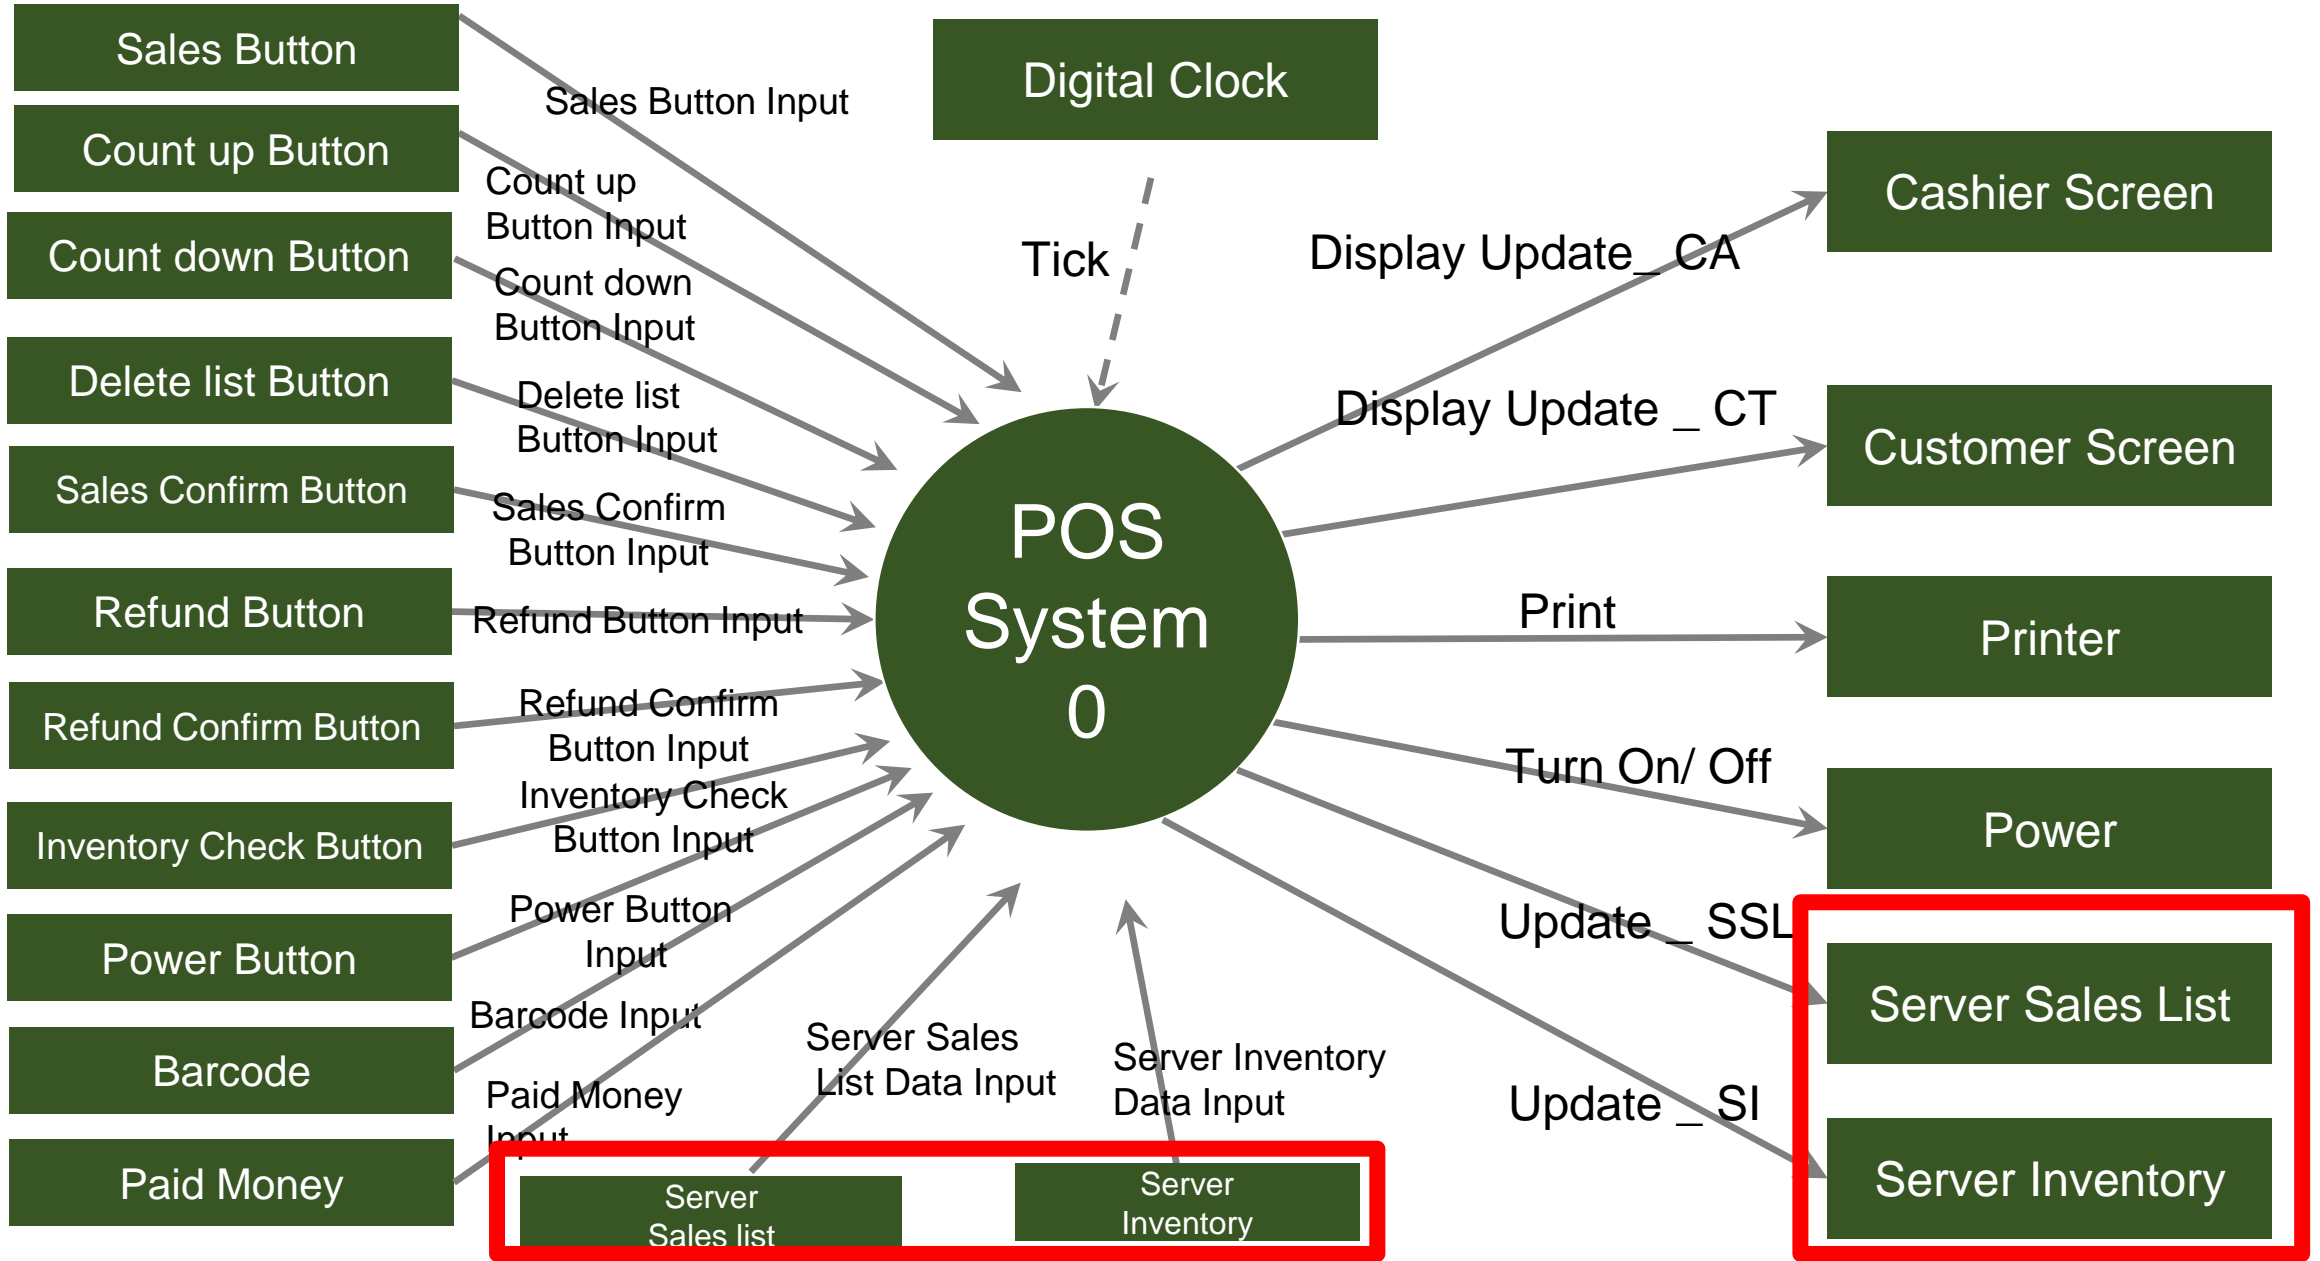 Sales Button
Count up Button
Count down Button
Delete list Button
Sales Confirm Button
Refund Button
Refund Confirm Button
Inventory Check Button
Power Button
Barcode
Paid Money
Sales Button Input
Count up
Button Input
Count down
Button Input
Delete list
Button Input
Sales Confirm
Button Input
Refund Button Input
Refund Confirm
Button Input
Inventory Check
Button Input
Power Button
Input
Barcode Input
Paid Money
Input
Digital Clock
Tick
POS
System
0
Server Sales
List Data Input
Server Inventory
Data Input
Server
Sales list
Server
Inventory
Display Update_ CA
Display Update _ CT
Print
Turn On/ Off
Update _ SSL
Update _ SI
Cashier Screen
Customer Screen
Printer
Power
Server Sales List
Server Inventory